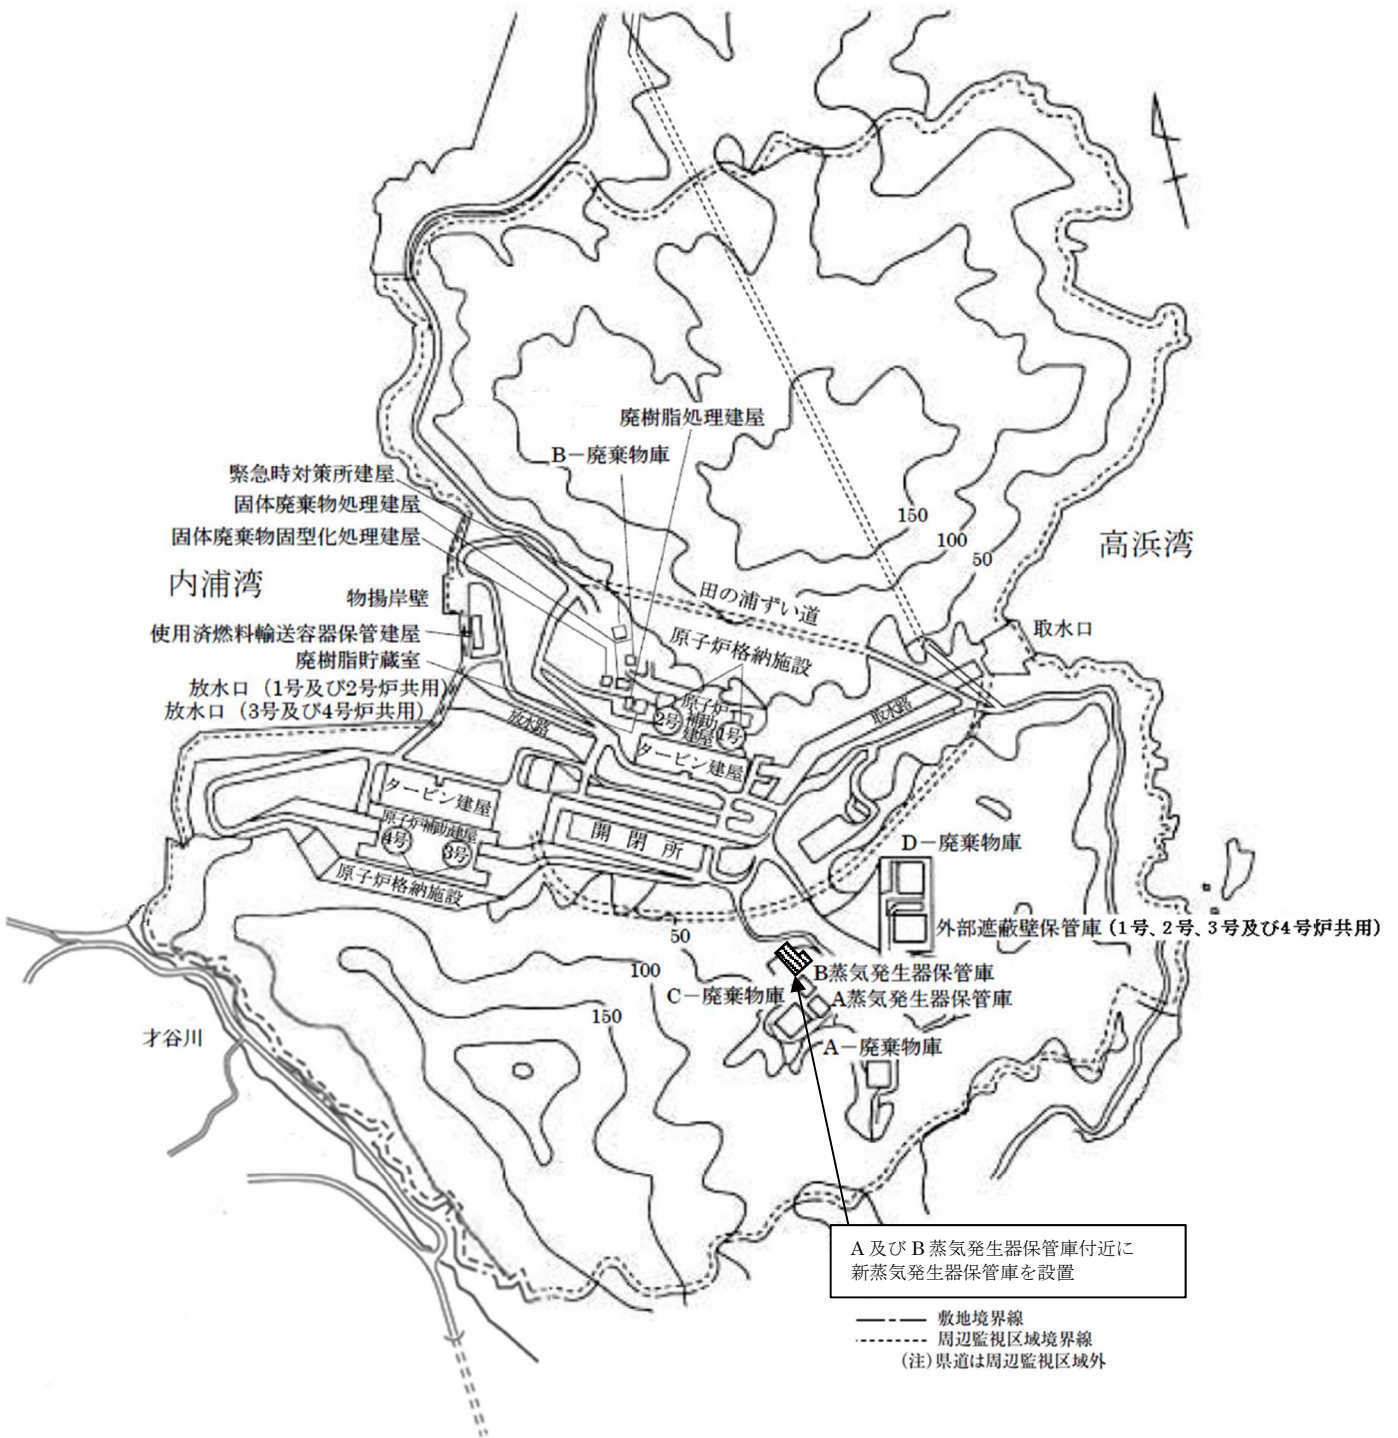 廃樹脂処理建屋
B－廃棄物庫
緊急時対策所建屋
固体廃棄物処理建屋
固体廃棄物固型化処理建屋
150
100
50
高浜湾
内浦湾
物揚岸壁
田の浦ずい道
取水口
使用済燃料輸送容器保管建屋
原子炉格納施設
廃樹脂貯蔵室
放水口（1号及び2号炉共用）
放水口（3号及び4号炉共用）
原子炉
補助
建屋
2号
1号
放水路
取水路
タービン建屋
タービン建屋
原子炉補助建屋
4号
3号
開閉所
原子炉格納施設
D－廃棄物庫
外部遮蔽壁保管庫（1号、2号、3号及び4号炉共用）
50
100
150
B蒸気発生器保管庫
C－廃棄物庫
A蒸気発生器保管庫
A－廃棄物庫
才谷川
A 及び B 蒸気発生器保管庫付近に
新蒸気発生器保管庫を設置
敷地境界線
周辺監視区域境界線
（注）県道は周辺監視区域外